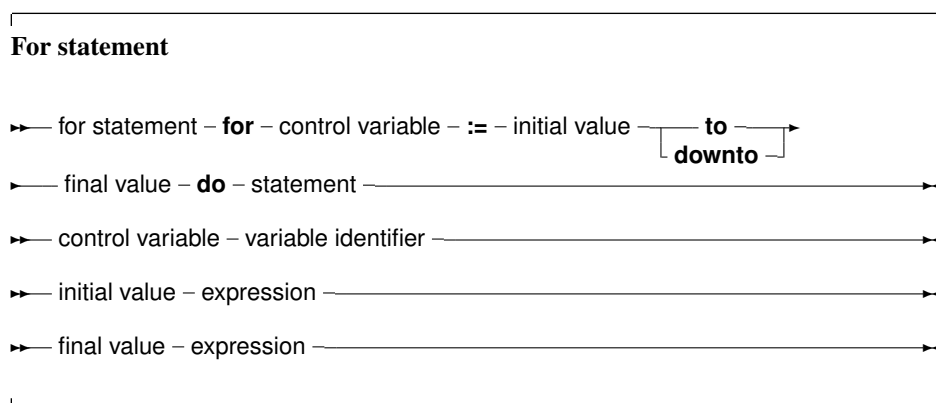 For statement
for statement – for – control variable – := – initial value – to –
downto –
final value – do – statement –
control variable – variable identifier –
initial value – expression –
final value – expression –